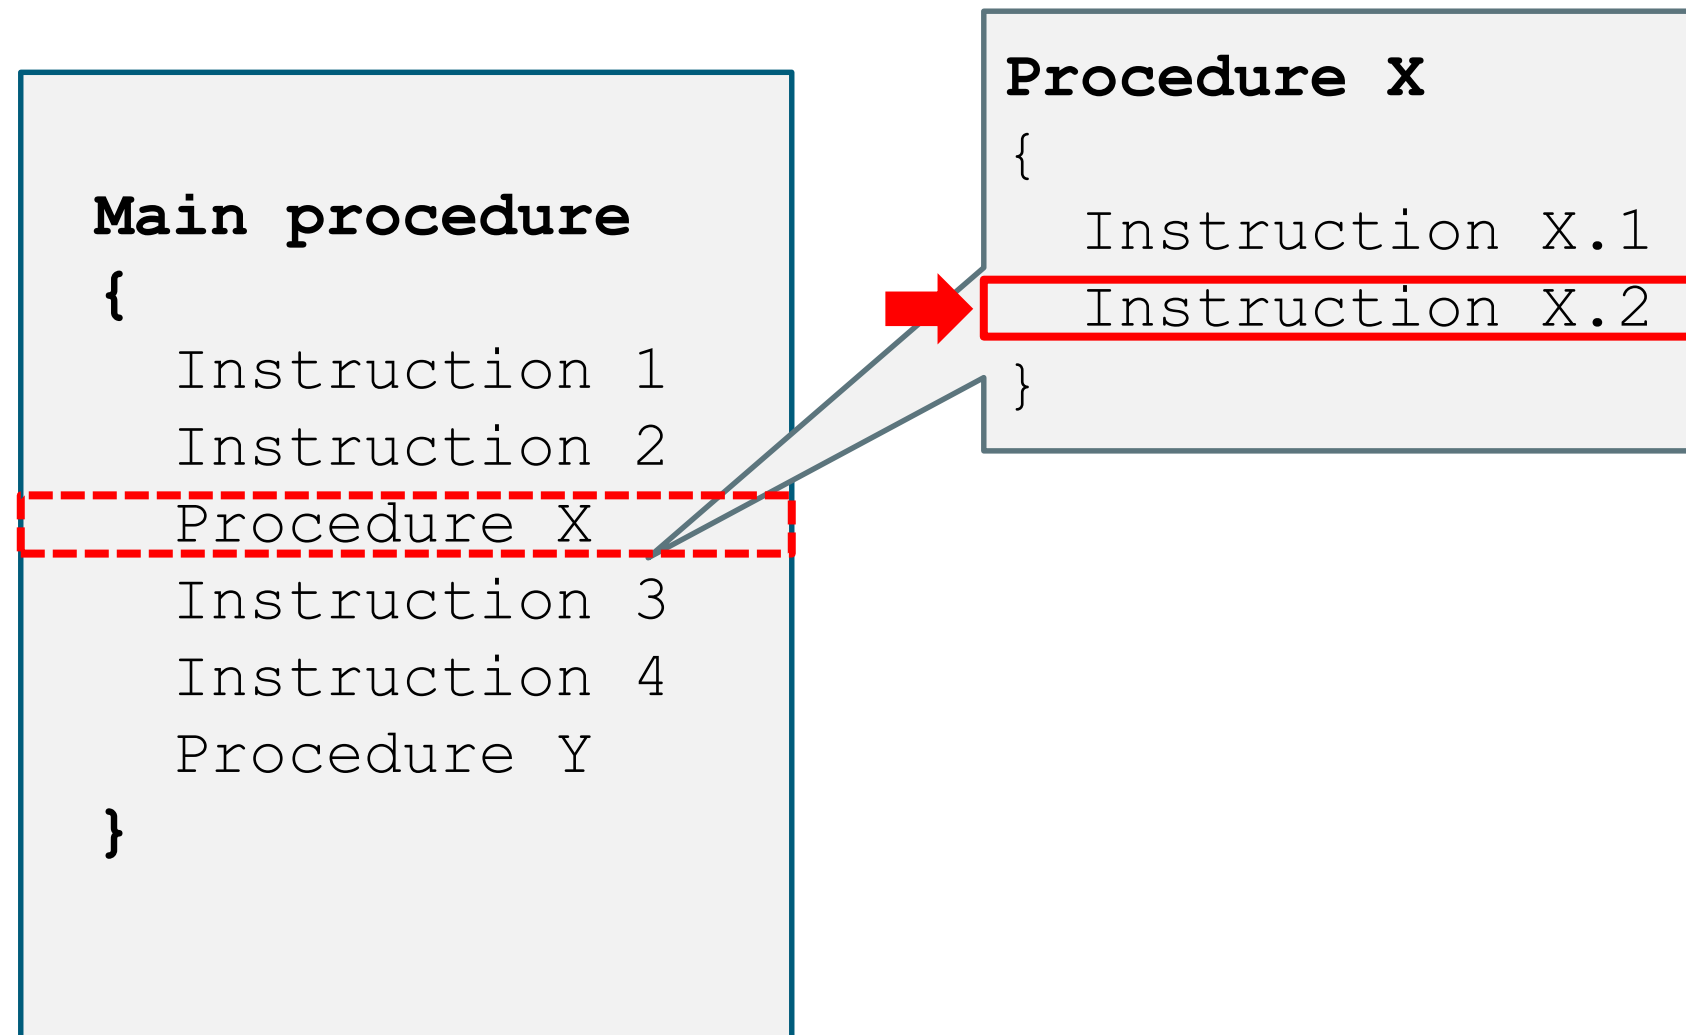 Main procedure
{
Instruction 1
Instruction 2
Procedure X
Instruction 3
Instruction 4
Procedure Y
}
Procedure X
{
Instruction X.1
Instruction X.2
}